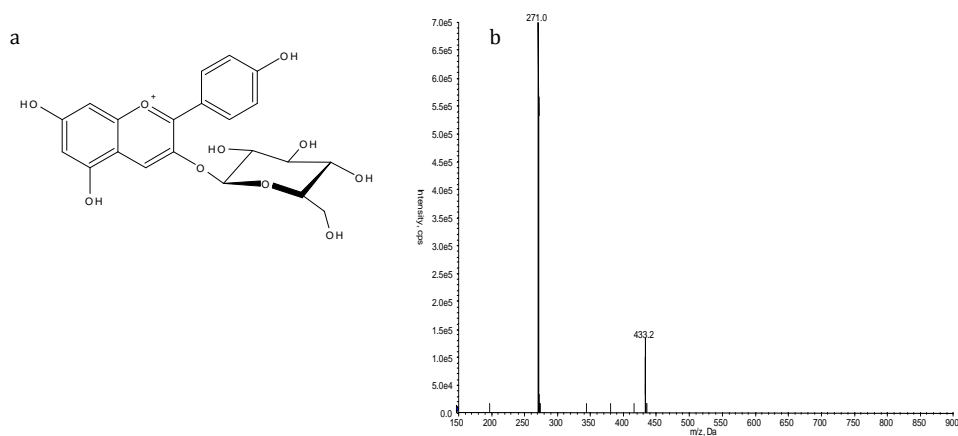 a
OH
HO
O
+
OH
HO
OH
O
O
OH
OH
b
271.0
7.0e5
6.5e5
6.0e5
5.5e5
5.0e5
4.5e5
4.0e5
3.5e5
3.0e5
2.5e5
2.0e5
1.5e5
1.0e5
5.0e4
0.0
Intensity, cps
433.2
150 200 250 300 350 400 450 500 550 600 650 700 750 800 850 900
m/z, Da